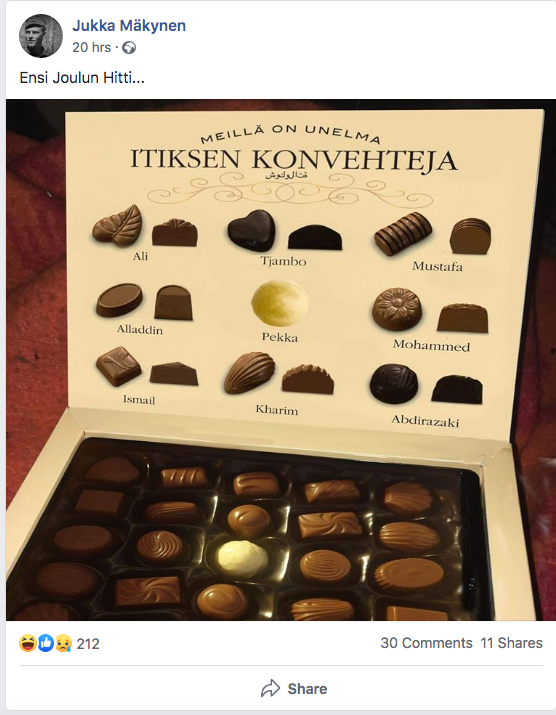 Jukka Mäkynen
20 hrs ·
Ensi Joulun Hitti...
MEILLÄ ON UNELMA
ITIKSEN KONVEHTEJA
Ali
Tjambo
Mustafa
Alladdin
Pekka
Mohammed
Ismail
Kharim
Abdirazaki
212
30 Comments 11 Shares
Share